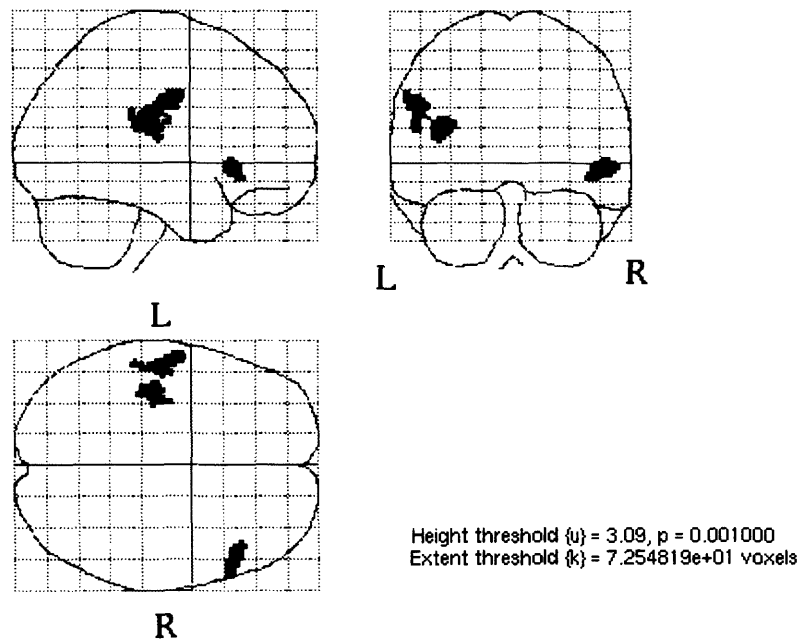 L
R
L
R
Height threshold {u} = 3.09, p = 0.001000
Extent threshold {k} = 7.254819e+01 voxels